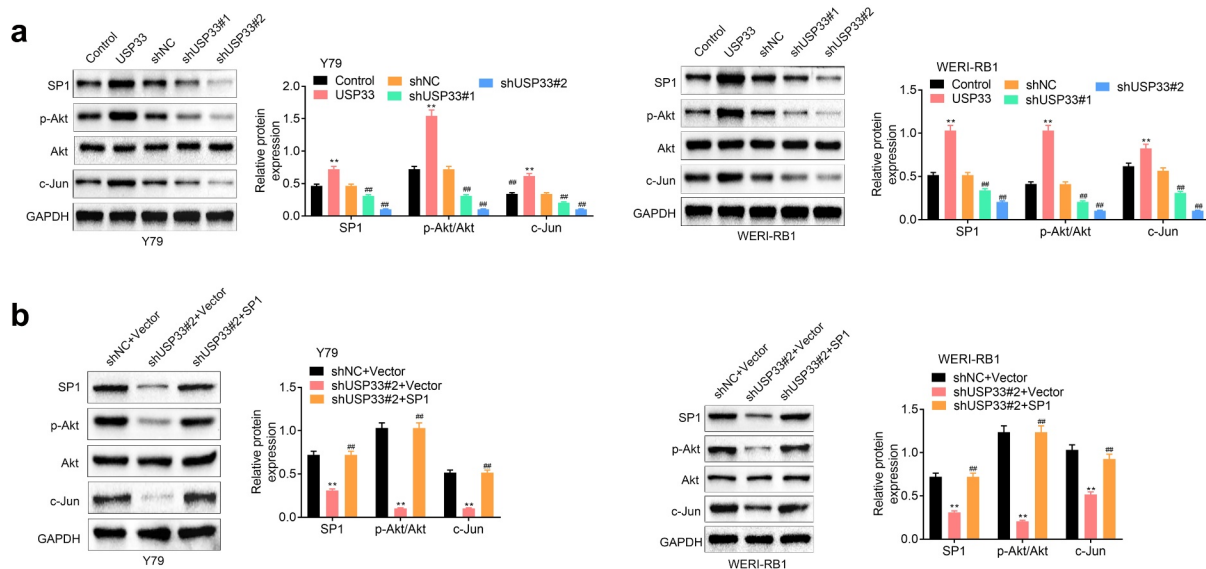 a
Control
USP33
shNC
shUSP33#1
shUSP33#2
SP1
p-Akt
Akt
c-Jun
GAPDH
Y79
Y79
Control
USP33
shNC
shUSP33#1
shUSP33#2
Relative protein
expression
2.0
1.5
1.0
0.5
0.0
**
##
##
**
##
##
##
**
##
##
SP1
p-Akt/Akt
c-Jun
Control
USP33
shNC
shUSP33#1
shUSP33#2
SP1
p-Akt
Akt
c-Jun
GAPDH
WERI-RB1
WERI-RB1
Control
USP33
shNC
shUSP33#1
shUSP33#2
Relative protein
expression
1.5
1.0
0.5
0.0
**
##
##
**
##
##
**
##
##
SP1
p-Akt/Akt
c-Jun
b
shNC+Vector
shUSP33#2+Vector
shUSP33#2+SP1
SP1
p-Akt
Akt
c-Jun
GAPDH
Y79
Y79
shNC+Vector
shUSP33#2+Vector
shUSP33#2+SP1
Relative protein
expression
1.5
1.0
0.5
0.0
**
##
**
##
**
##
SP1
p-Akt/Akt
c-Jun
shNC+Vector
shUSP33#2+Vector
shUSP33#2+SP1
SP1
p-Akt
Akt
c-Jun
GAPDH
WERI-RB1
WERI-RB1
shNC+Vector
shUSP33#2+Vector
shUSP33#2+SP1
Relative protein
expression
1.5
1.0
0.5
0.0
**
##
**
##
**
##
SP1
p-Akt/Akt
c-Jun